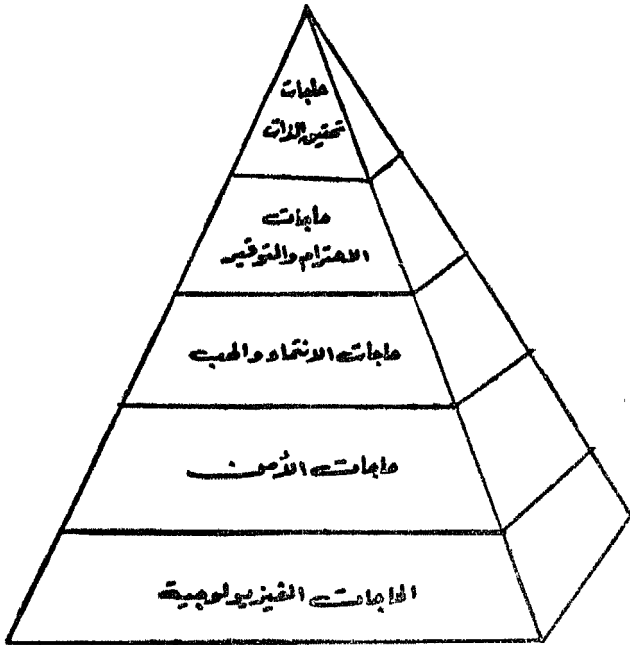 حاجات
تحقيق الذات
حاجات
الاحترام والتوقير
حاجات الانتماء والحب
حاجات الأمن
الحاجات الفيزيولوجية